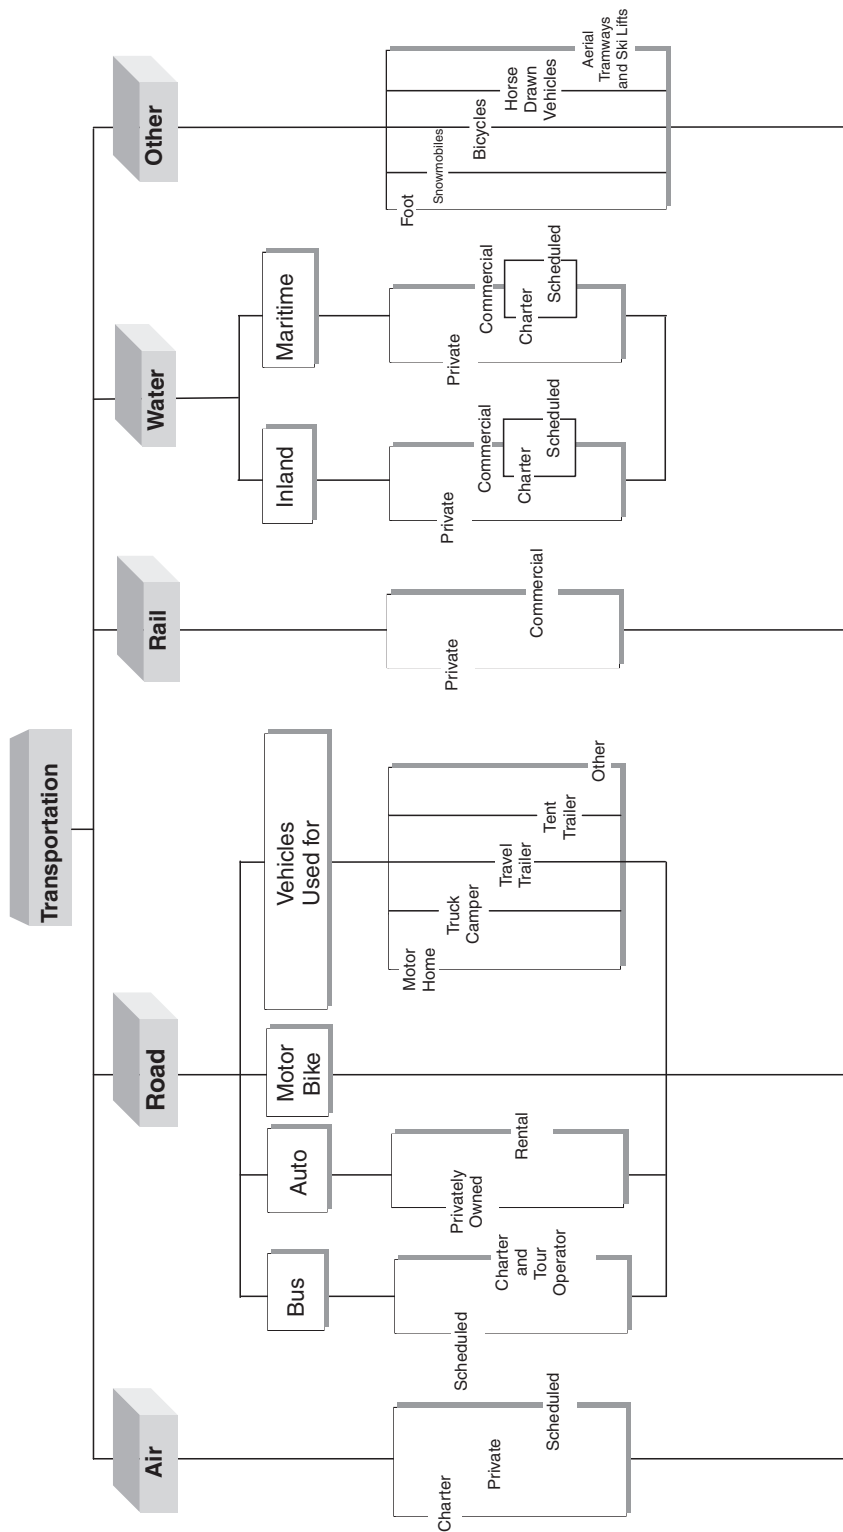 Transportation
Air
Road
Rail
Water
Other
Bus
Auto
Motor
Bike
Vehicles
Used for
Inland
Maritime
Charter
Private
Scheduled
Scheduled
Charter
and
Tour
Operator
Privately
Owned
Rental
Motor
Home
Truck
Camper
Travel
Trailer
Tent
Trailer
Other
Private
Commercial
Private
Commercial
Charter
Scheduled
Private
Commercial
Charter
Scheduled
Foot
Snowmobiles
Bicycles
Horse
Drawn
Vehicles
Aerial
Tramways
and Ski Lifts